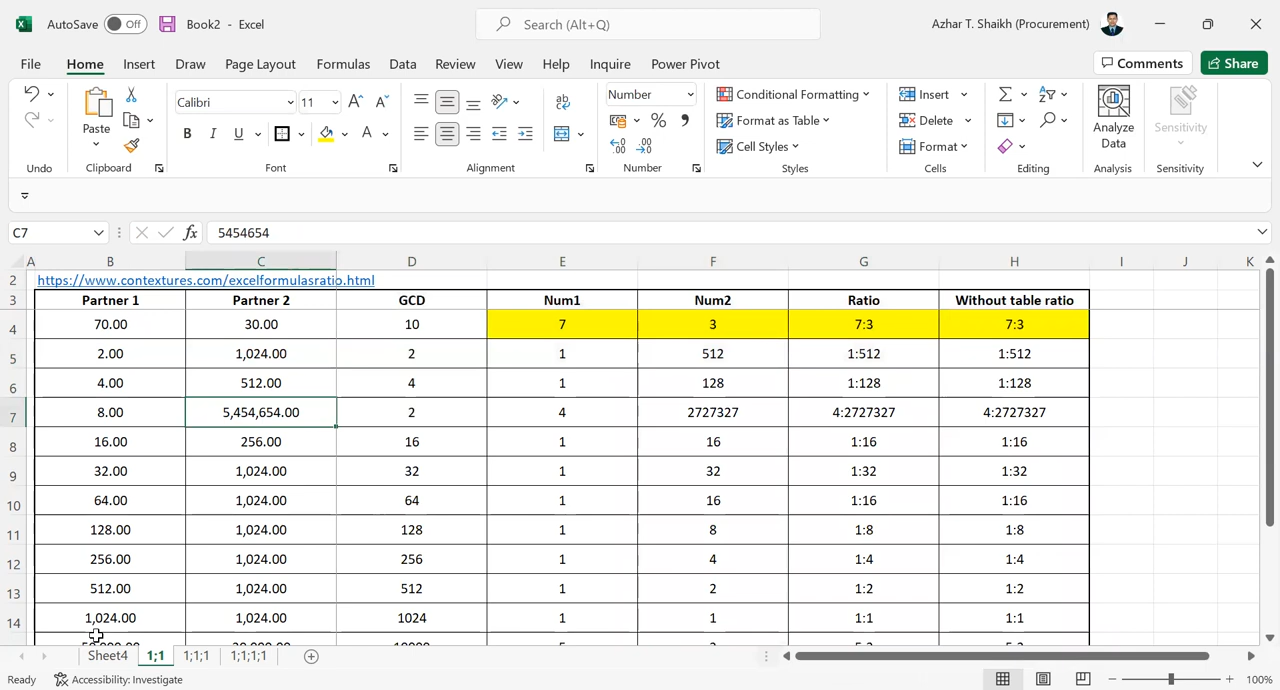 AutoSave Off Book2 - Excel Search (Alt+Q) Azhar T. Shaikh (Procurement)
File Home Insert Draw Page Layout Formulas Data Review View Help Inquire Power Pivot Comments Share
Calibri 11 ab Number Conditional Formatting Insert
Paste B I U A % Format as Table Delete Analyze Data Sensitivity
Cell Styles Format
Undo Clipboard Font Alignment Number Styles Cells Editing Analysis Sensitivity
C7 fx 5454654
A B C D E F G H I J K
2 https://www.contextures.com/excelformulasratio.html
3 Partner 1 Partner 2 GCD Num1 Num2 Ratio Without table ratio
4 70.00 30.00 10 7 3 7:3 7:3
5 2.00 1,024.00 2 1 512 1:512 1:512
6 4.00 512.00 4 1 128 1:128 1:128
7 8.00 5,454,654.00 2 4 2727327 4:2727327 4:2727327
8 16.00 256.00 16 1 16 1:16 1:16
9 32.00 1,024.00 32 1 32 1:32 1:32
10 64.00 1,024.00 64 1 16 1:16 1:16
11 128.00 1,024.00 128 1 8 1:8 1:8
12 256.00 1,024.00 256 1 4 1:4 1:4
13 512.00 1,024.00 512 1 2 1:2 1:2
14 1,024.00 1,024.00 1024 1 1 1:1 1:1
Sheet4 1;1 1;1;1 1;1;1;1
Ready Accessibility: Investigate 100%